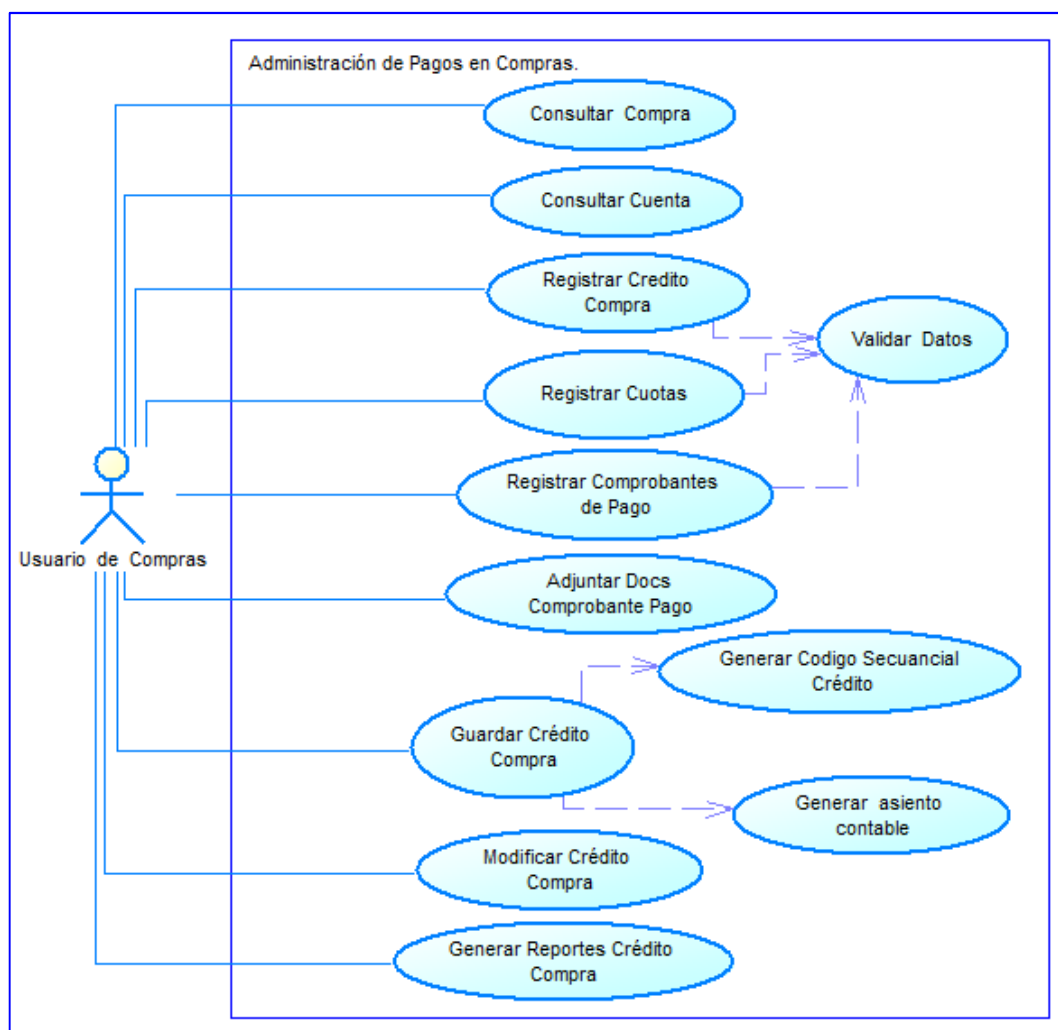 Administración de Pagos en Compras.
Consultar Compra
Consultar Cuenta
Registrar Credito
Compra
Validar Datos
Registrar Cuotas
Registrar Comprobantes
de Pago
Usuario de Compras
Adjuntar Docs
Comprobante Pago
Generar Codigo Secuancial
Crédito
Guardar Crédito
Compra
Generar asiento
contable
Modificar Crédito
Compra
Generar Reportes Crédito
Compra